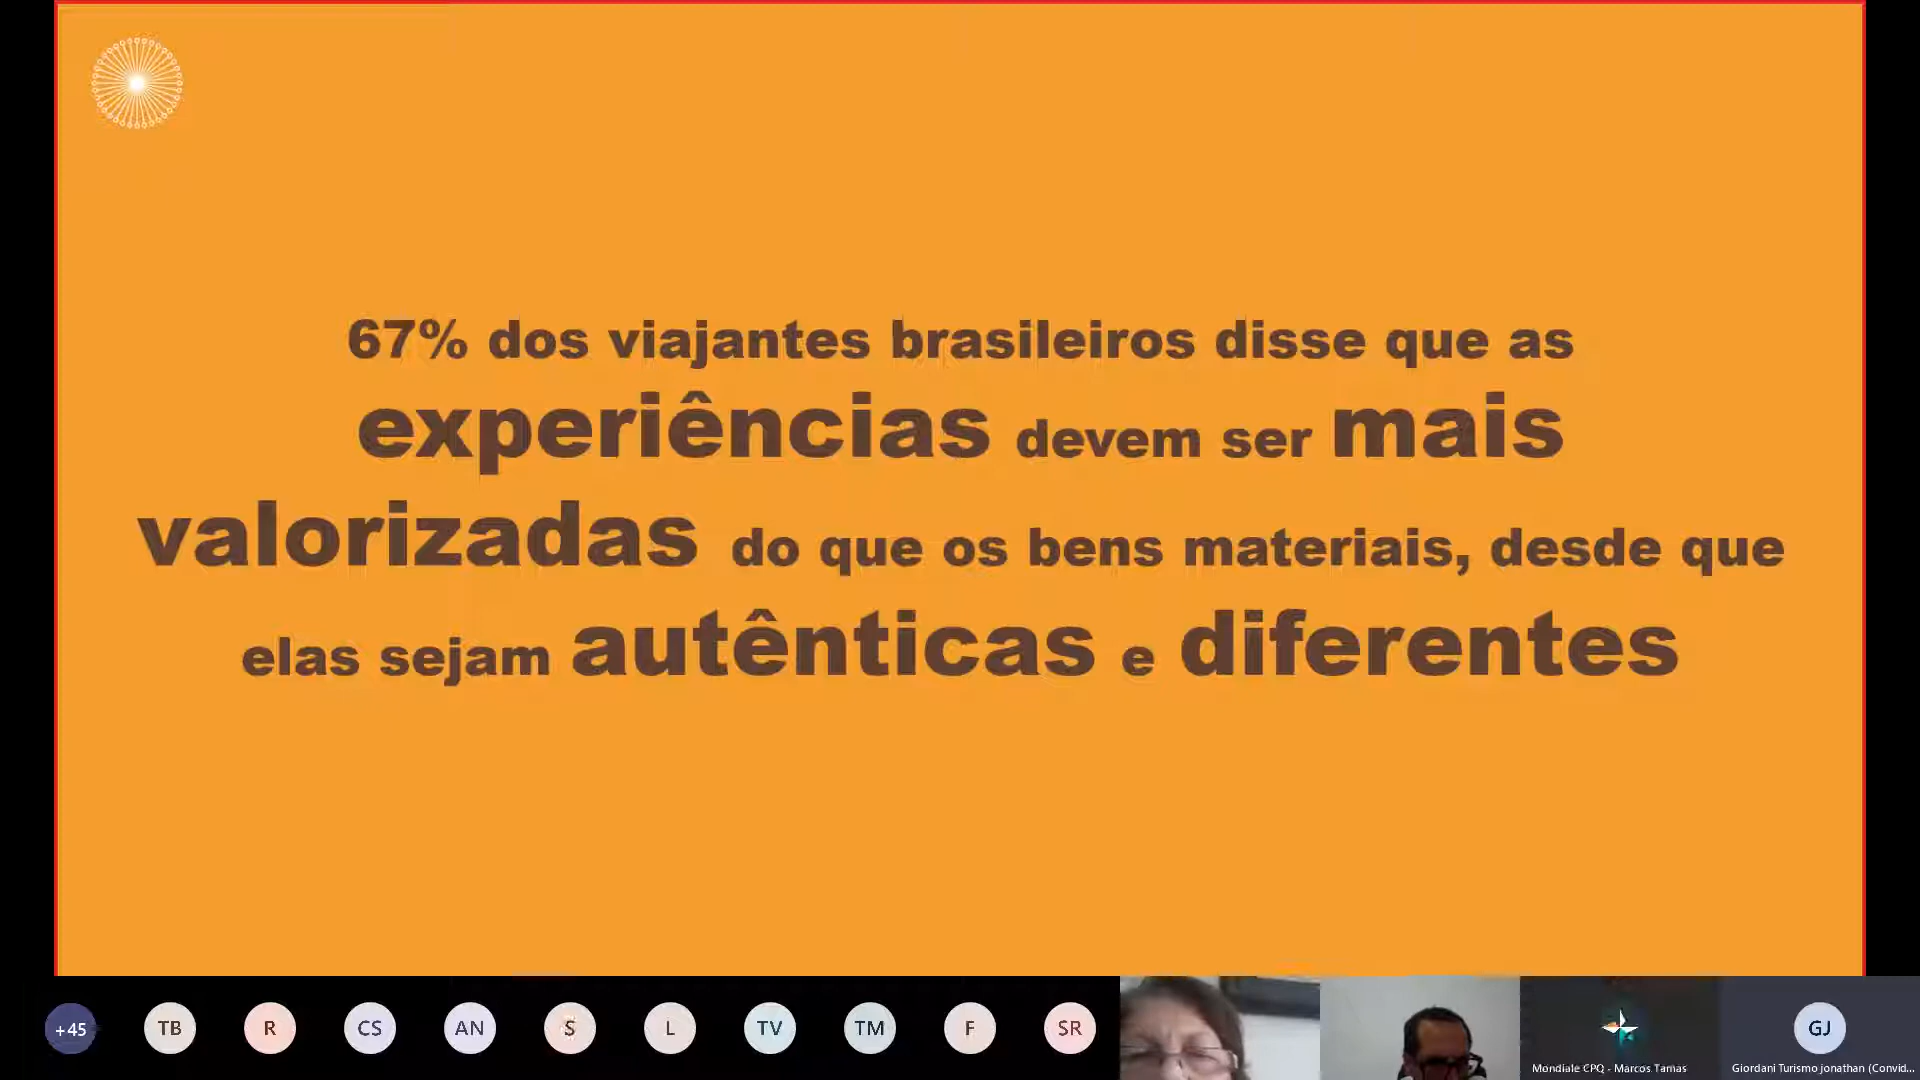 67% dos viajantes brasileiros disse que as
experiências devem ser mais
valorizadas do que os bens materiais, desde que
elas sejam autênticas e diferentes
+45
TB
R
CS
AN
S
L
TV
TM
F
SR
GJ
Mondiale CPQ - Marcos Tamas
Giordani Turismo jonathan (Convid...